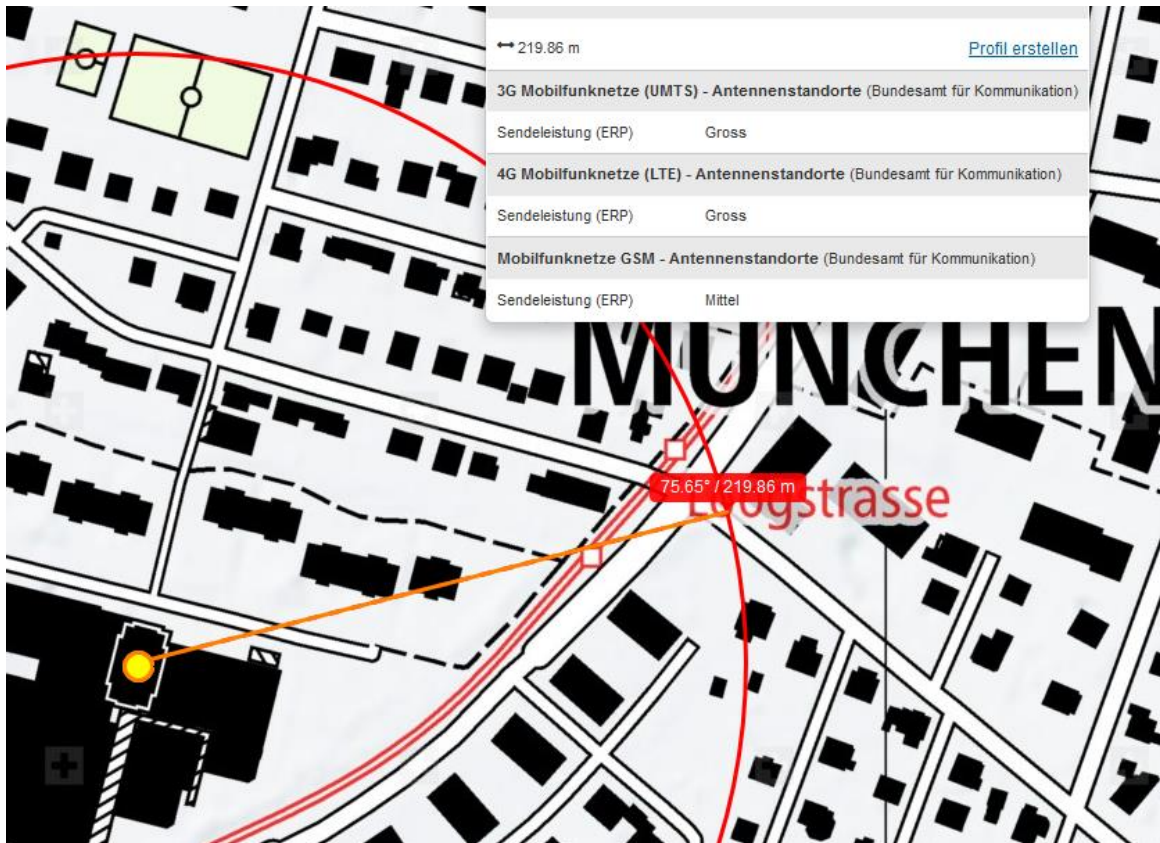 219.86 m
Profil erstellen
3G Mobilfunknetze (UMTS) - Antennenstandorte (Bundesamt für Kommunikation)
Sendeleistung (ERP) Gross
4G Mobilfunknetze (LTE) - Antennenstandorte (Bundesamt für Kommunikation)
Sendeleistung (ERP) Gross
Mobilfunknetze GSM - Antennenstandorte (Bundesamt für Kommunikation)
Sendeleistung (ERP) Mittel
MÜNCHEN
75.65° / 219.86 m
Loogstrasse